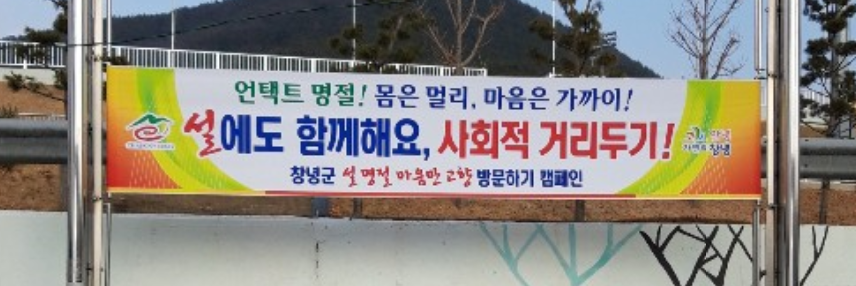 언택트 명절! 몸은 멀리, 마음은 가까이!
설에도 함께해요, 사회적 거리두기!
창녕
창녕군 설 명절 마음만 고향 방문하기 캠페인